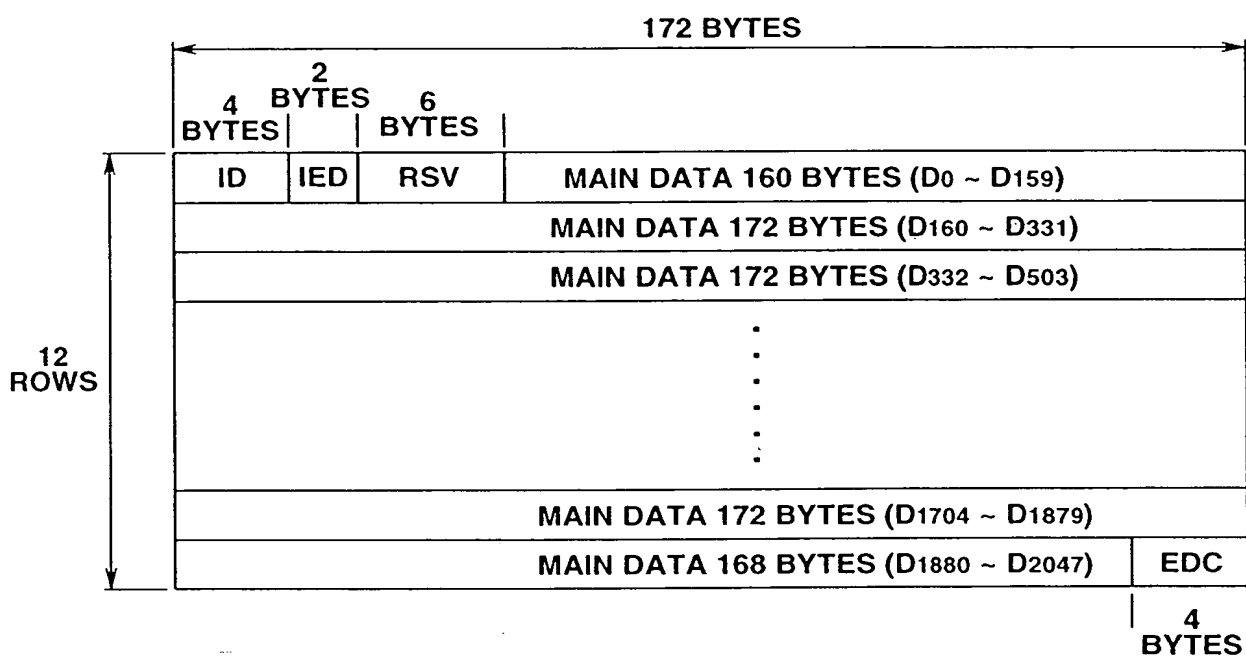 172 BYTES
4 BYTES
2 BYTES
6 BYTES
ID IED RSV MAIN DATA 160 BYTES (D0 ~ D159)
MAIN DATA 172 BYTES (D160 ~ D331)
MAIN DATA 172 BYTES (D332 ~ D503)
12
ROWS
MAIN DATA 172 BYTES (D1704 ~ D1879)
MAIN DATA 168 BYTES (D1880 ~ D2047) EDC
4
BYTES